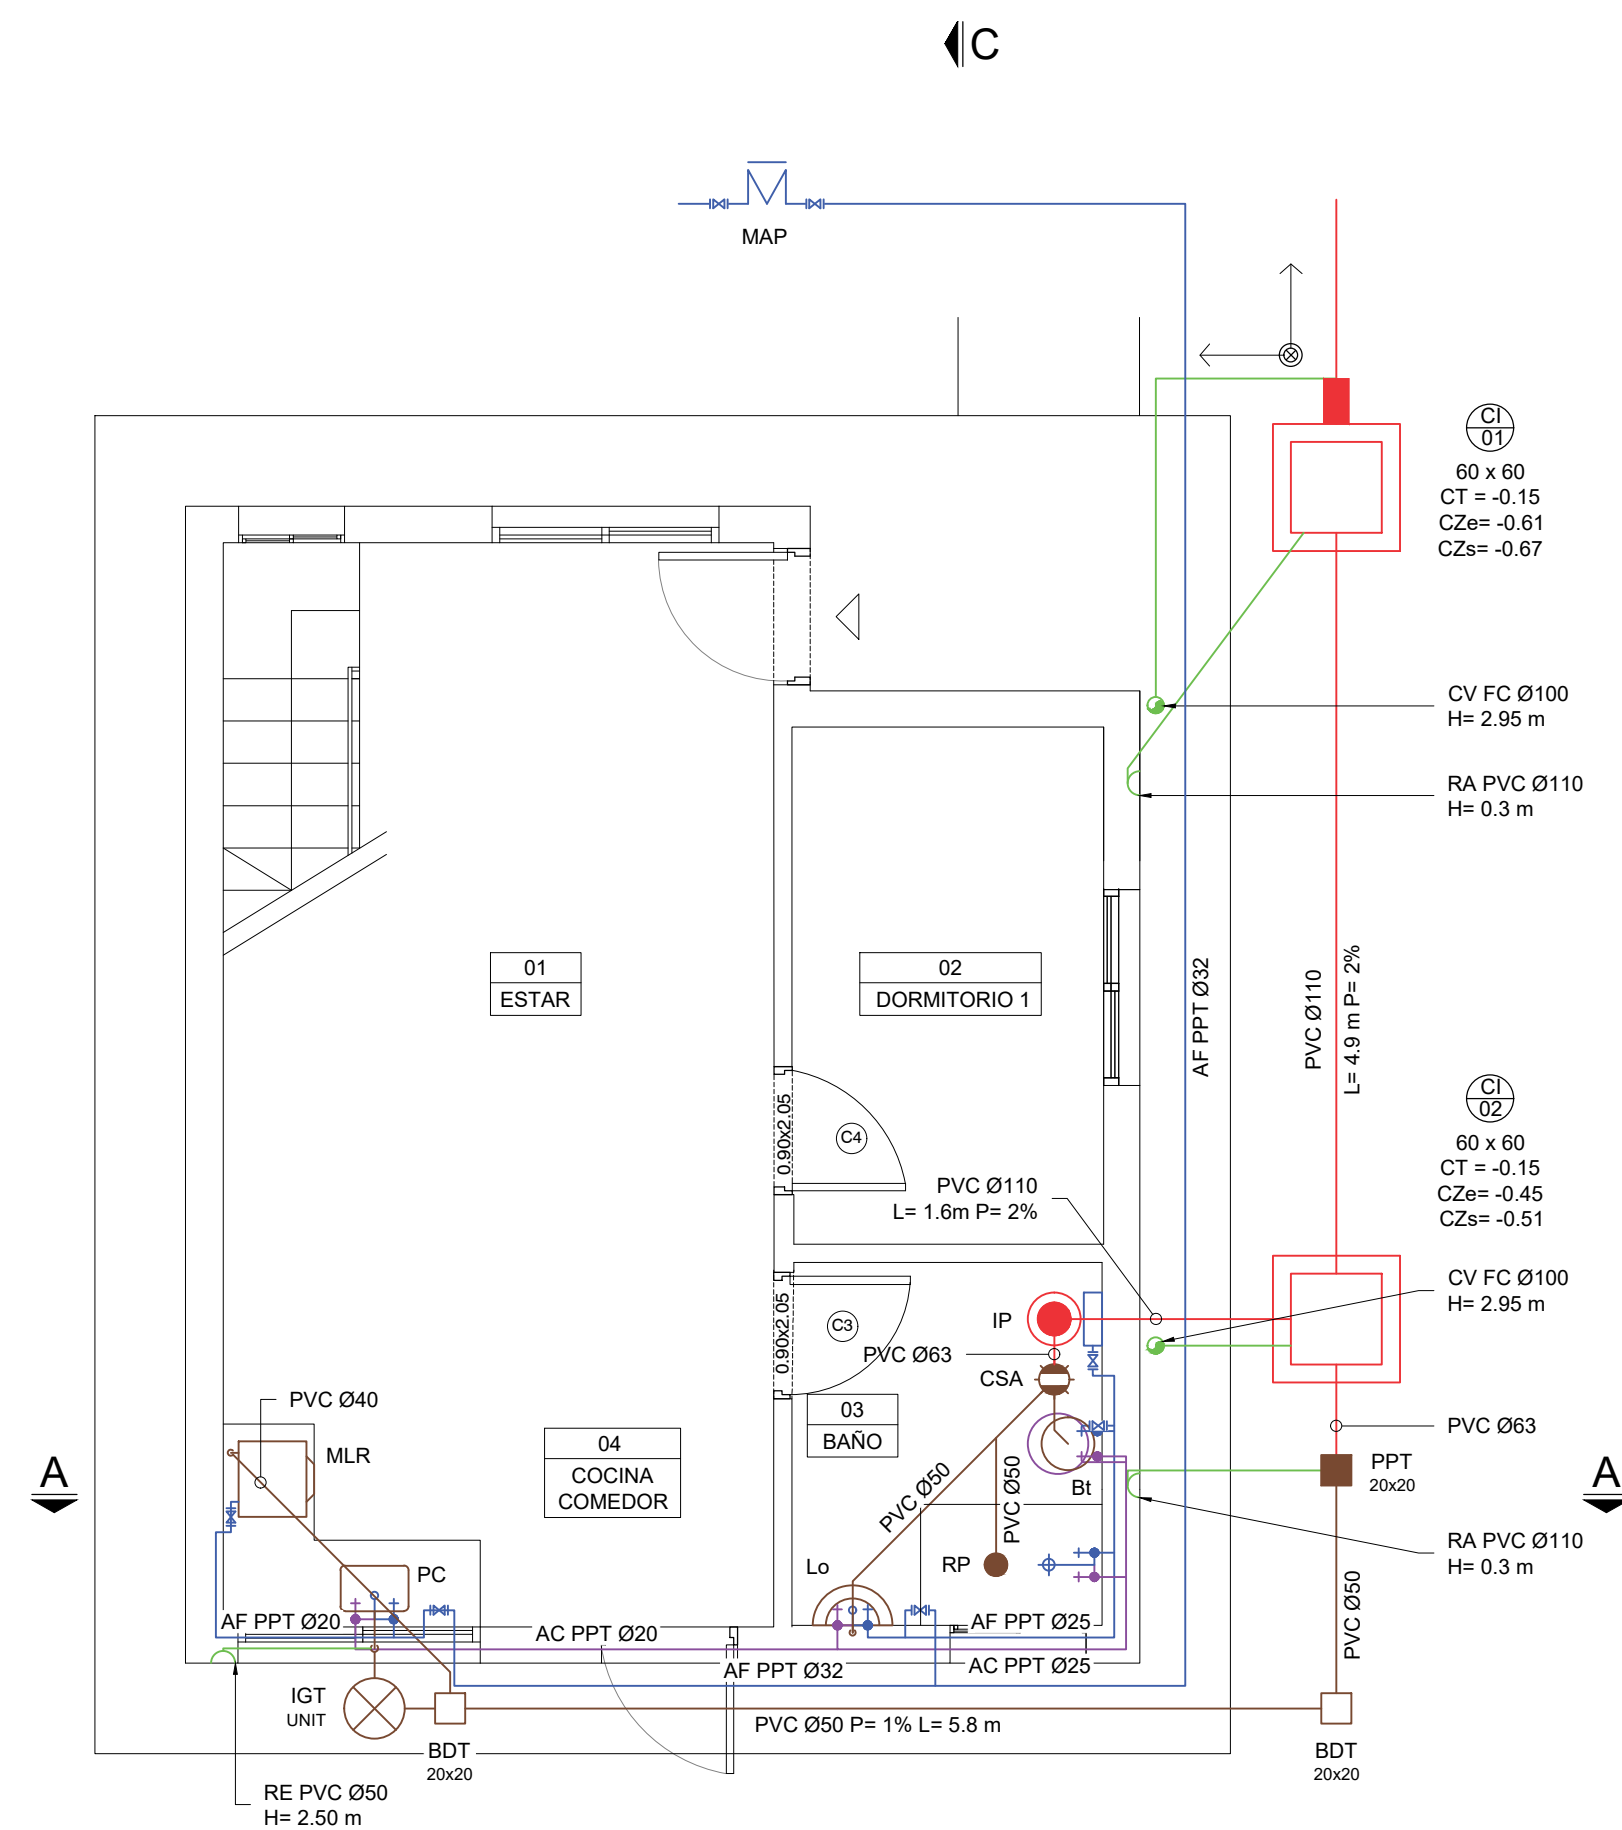 C
MAP
CI
01
60 x 60
CT = -0.15
CZe= -0.61
CZs= -0.67
CV FC Ø100
H= 2.95 m
RA PVC Ø110
H= 0.3 m
01
ESTAR
02
DORMITORIO 1
AF PPT Ø32
PVC Ø110
L= 4.9 m P= 2%
CI
02
60 x 60
CT = -0.15
CZe= -0.45
CZs= -0.51
0.90x2.05
C4
PVC Ø110
L= 1.6m P= 2%
CV FC Ø100
H= 2.95 m
0.90x2.05
C3
IP
PVC Ø63
CSA
PVC Ø40
03
BAÑO
PVC Ø63
04
COCINA
COMEDOR
MLR
A
A
PPT
20x20
PVC Ø50
PVC Ø50
Bt
RA PVC Ø110
H= 0.3 m
PC
Lo
RP
PVC Ø50
AF PPT Ø20
AC PPT Ø20
AF PPT Ø25
AF PPT Ø32
AC PPT Ø25
IGT
UNIT
PVC Ø50 P= 1% L= 5.8 m
BDT
20x20
BDT
20x20
RE PVC Ø50
H= 2.50 m